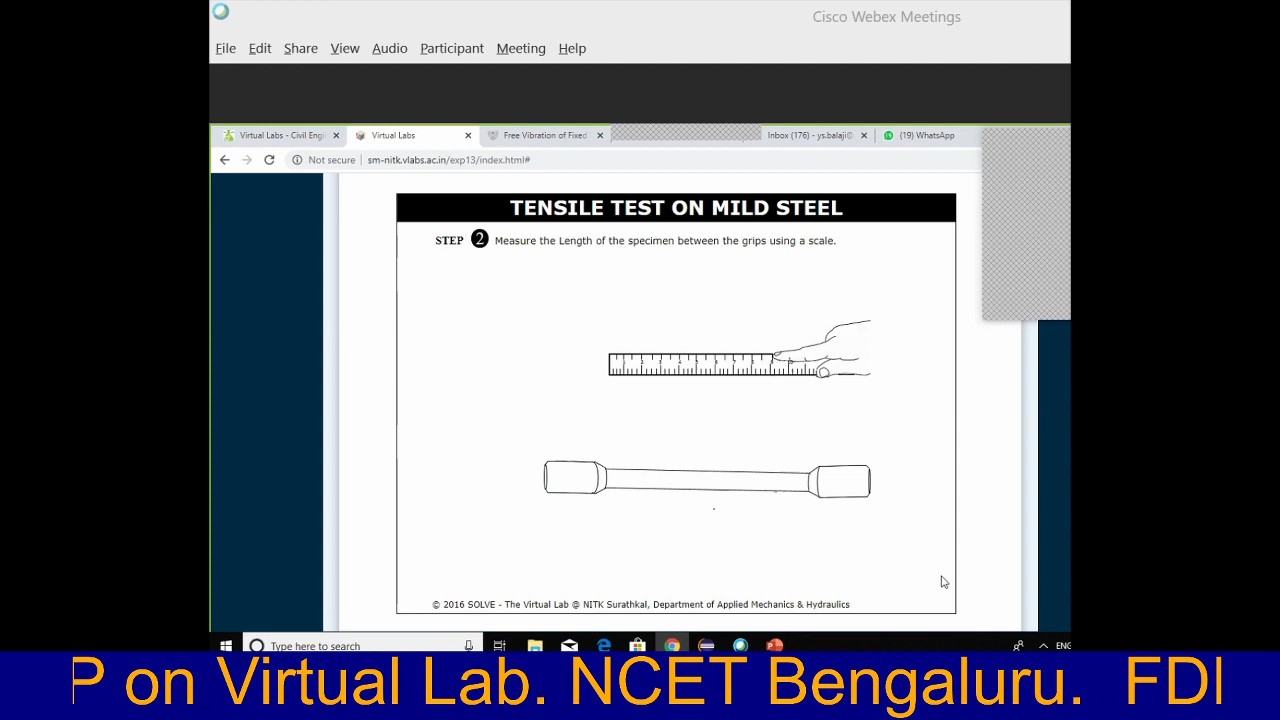 Cisco Webex Meetings
File Edit Share View Audio Participant Meeting Help
Virtual Labs - Civil Engi Virtual Labs Free Vibration of Fixed Inbox (176) - ys.balaji@ (19) WhatsApp
Not secure sm-nitk.vlabs.ac.in/exp13/index.html#
TENSILE TEST ON MILD STEEL
STEP 2 Measure the Length of the specimen between the grips using a scale.
© 2016 SOLVE - The Virtual Lab @ NITK Surathkal, Department of Applied Mechanics & Hydraulics
Type here to search ENG
P on Virtual Lab. NCET Bengaluru. FDI